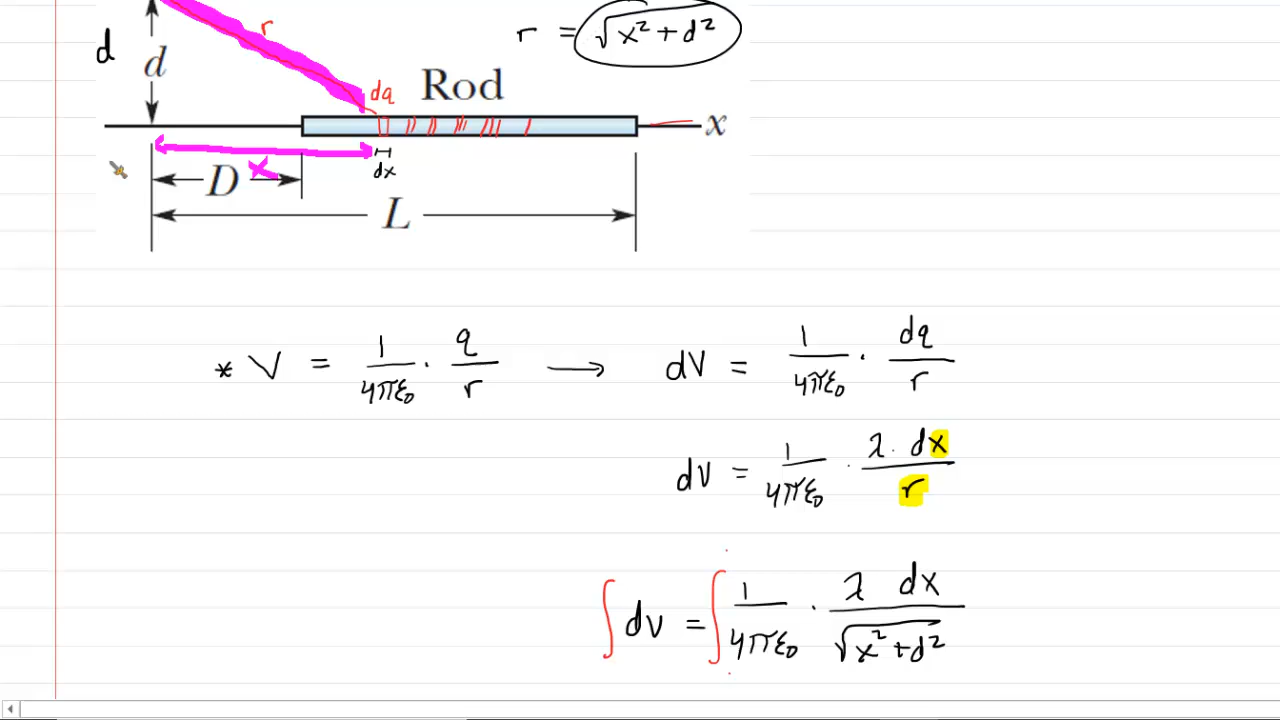 r
r = √x² + d²
d
d
dq
Rod
x
x
dx
D
L
* V = 1/4πε₀ · q/r → dV = 1/4πε₀ · dq/r
dV = 1/4πε₀ · λ · dx/r
∫dV = ∫ 1/4πε₀ · λ dx/√x² + d²